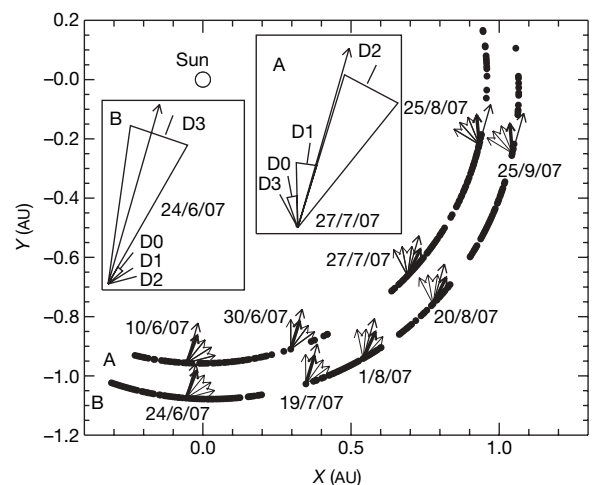 0.2
−0.0
−0.2
−0.4
−0.6
−0.8
−1.0
−1.2
Y (AU)
Sun
B
D3
24/6/07
D0
D1
D2
A
D2
D1
D0
D3
27/7/07
25/8/07
25/9/07
27/7/07
20/8/07
30/6/07
10/6/07
1/8/07
A
B
24/6/07
19/7/07
0.0
0.5
1.0
X (AU)